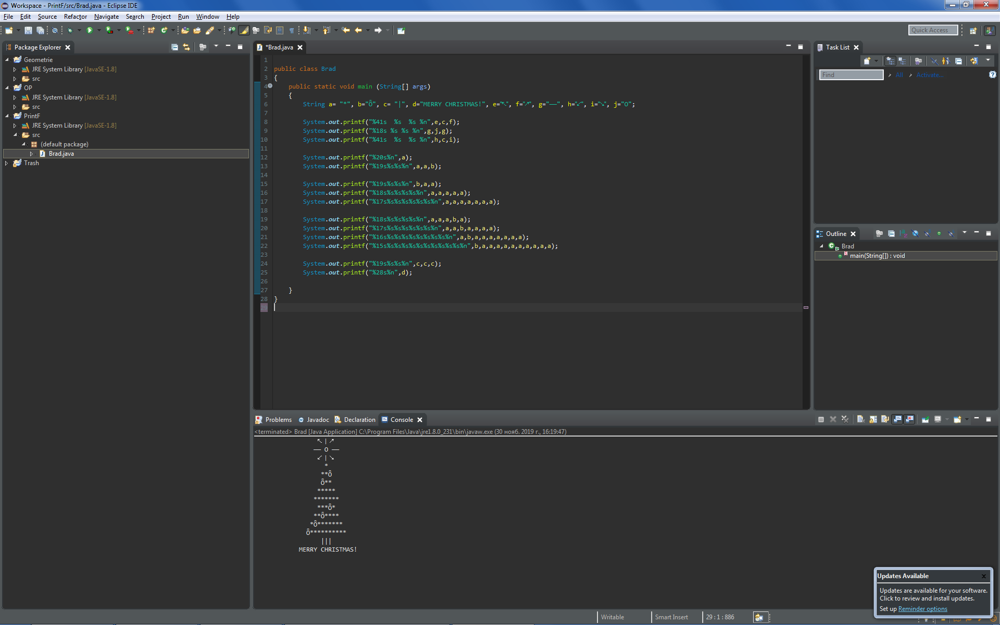 Workspace - PrintF/src/Brad.java - Eclipse IDE
File Edit Source Refactor Navigate Search Project Run Window Help
Quick Access
Package Explorer
Geometrie
JRE System Library [JavaSE-1.8]
src
OP
JRE System Library [JavaSE-1.8]
src
PrintF
JRE System Library [JavaSE-1.8]
src
(default package)
Brad.java
Trash
*Brad.java
1
2 public class Brad
3 {
4     public static void main (String[] args)
5     {
6         String a= "*", b="Ȫ", c= "|", d="MERRY CHRISTMAS!", e="↖", f="↗", g="──", h="↙", i="↘", j="O";
7
8         System.out.printf("%41s  %s  %s %n",e,c,f);
9         System.out.printf("%18s %s %s %n",g,j,g);
10         System.out.printf("%41s  %s  %s %n",h,c,i);
11
12         System.out.printf("%20s%n",a);
13         System.out.printf("%19s%s%s%n",a,a,b);
14
15         System.out.printf("%19s%s%s%n",b,a,a);
16         System.out.printf("%18s%s%s%s%s%n",a,a,a,a,a);
17         System.out.printf("%17s%s%s%s%s%s%s%n",a,a,a,a,a,a,a);
18
19         System.out.printf("%18s%s%s%s%s%n",a,a,a,b,a);
20         System.out.printf("%17s%s%s%s%s%s%s%n",a,a,b,a,a,a,a);
21         System.out.printf("%16s%s%s%s%s%s%s%s%s%n",a,b,a,a,a,a,a,a,a);
22         System.out.printf("%15s%s%s%s%s%s%s%s%s%s%s%n",b,a,a,a,a,a,a,a,a,a,a);
23
24         System.out.printf("%19s%s%s%n",c,c,c);
25         System.out.printf("%28s%n",d);
26
27     }
28 }
29
Task List
Find
All
Activate...
Outline
Brad
main(String[]) : void
Problems Javadoc Declaration Console
<terminated> Brad [Java Application] C:\Program Files\Java\jre1.8.0_231\bin\javaw.exe (30 нояб. 2019 г., 16:19:47)
↖ | ↗
── O ──
↙ | ↘
*
**Ȫ
Ȫ**
*****
*******
***Ȫ*
**Ȫ****
*Ȫ*******
Ȫ**********
|||
MERRY CHRISTMAS!
Updates Available
Updates are available for your software.
Click to review and install updates.
Set up Reminder options
Writable Smart Insert 29 : 1 : 886